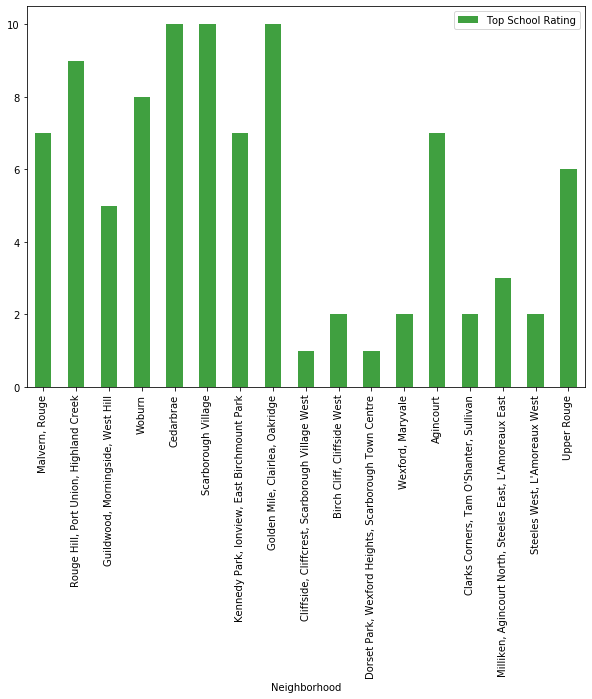 Top School Rating
10
8
6
4
2
0
Malvern, Rouge
Rouge Hill, Port Union, Highland Creek
Guildwood, Morningside, West Hill
Woburn
Cedarbrae
Scarborough Village
Kennedy Park, Ionview, East Birchmount Park
Golden Mile, Clairlea, Oakridge
Cliffside, Cliffcrest, Scarborough Village West
Birch Cliff, Cliffside West
Dorset Park, Wexford Heights, Scarborough Town Centre
Wexford, Maryvale
Agincourt
Clarks Corners, Tam O'Shanter, Sullivan
Milliken, Agincourt North, Steeles East, L'Amoreaux East
Steeles West, L'Amoreaux West
Upper Rouge
Neighborhood